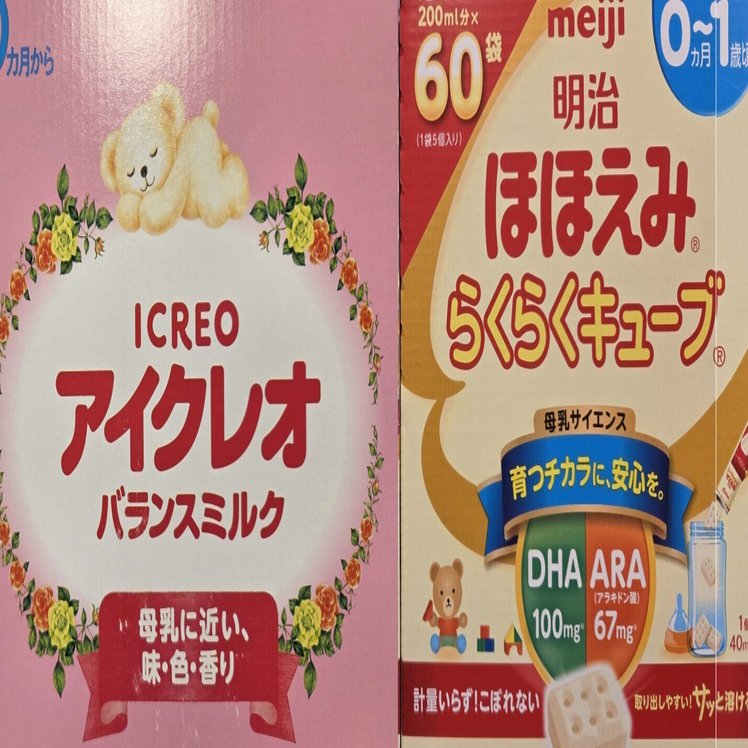 カ月から
ICREO
アイクレオ
バランスミルク
母乳に近い、
味・色・香り
200ml分×
60袋
(1袋5個入り)
meiji
明治
ほほえみ®
らくらくキューブ®
0~1
カ月 歳頃
母乳サイエンス
育つチカラに、安心を。
DHA ARA
(アラキドン酸)
100mg※ 67mg※
計量いらず!こぼれない
取り出しやすい!サッと溶ける